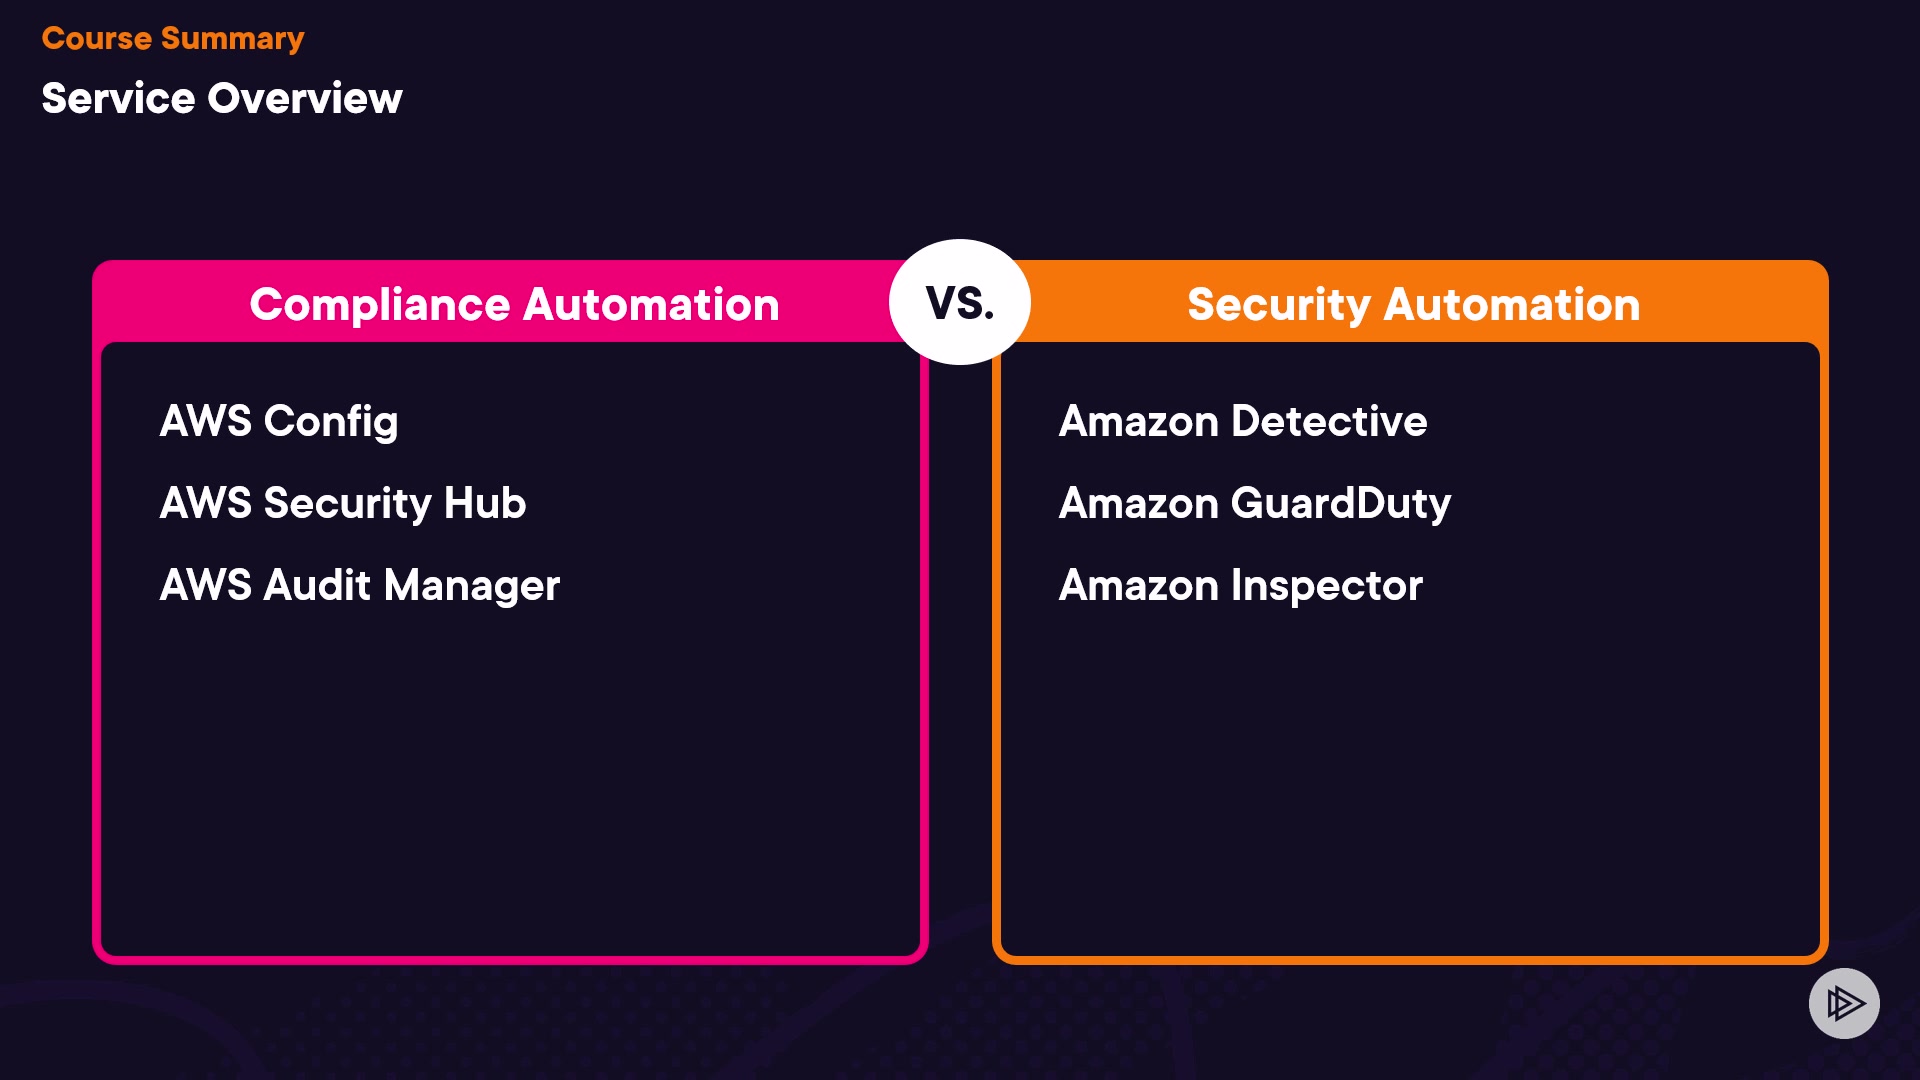 Course Summary
Service Overview
Compliance Automation
VS.
Security Automation
AWS Config
AWS Security Hub
AWS Audit Manager
Amazon Detective
Amazon GuardDuty
Amazon Inspector